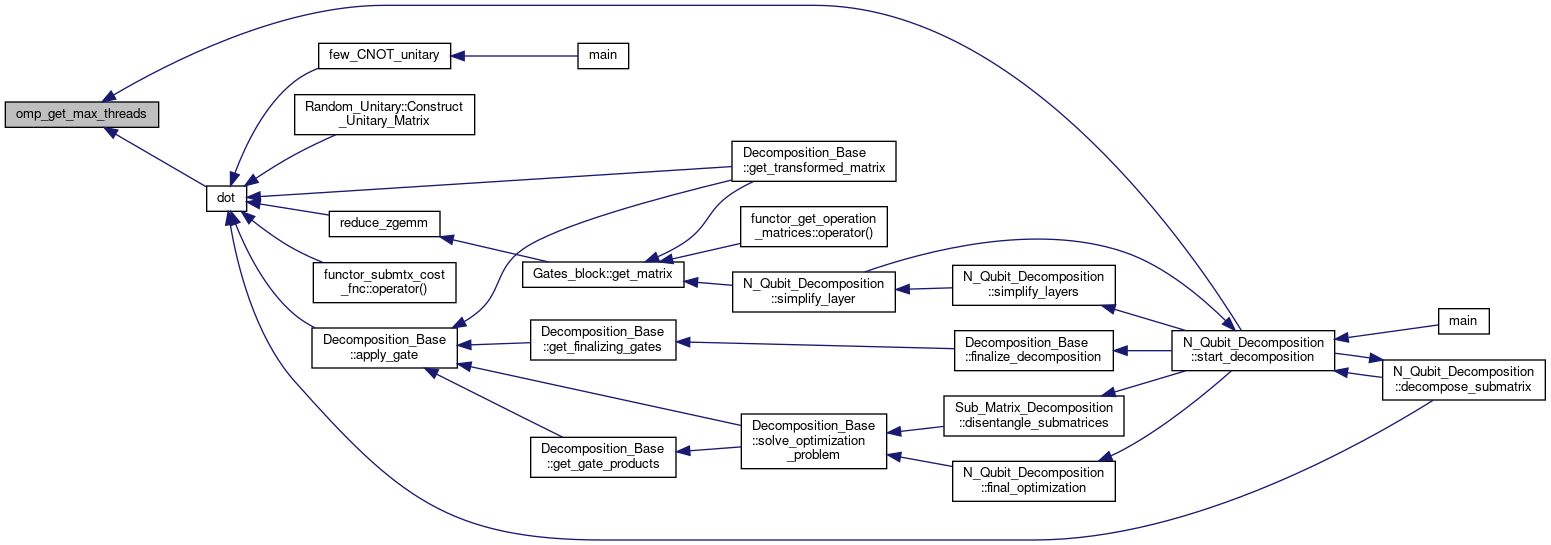 omp_get_max_threads
dot
few_CNOT_unitary
main
Random_Unitary::Construct
_Unitary_Matrix
Decomposition_Base
::get_transformed_matrix
reduce_zgemm
functor_get_operation
_matrices::operator()
functor_submtx_cost
_fnc::operator()
Gates_block::get_matrix
N_Qubit_Decomposition
::simplify_layer
N_Qubit_Decomposition
::simplify_layers
Decomposition_Base
::apply_gate
Decomposition_Base
::get_finalizing_gates
Decomposition_Base
::finalize_decomposition
N_Qubit_Decomposition
::start_decomposition
main
N_Qubit_Decomposition
::decompose_submatrix
Decomposition_Base
::get_gate_products
Decomposition_Base
::solve_optimization
_problem
Sub_Matrix_Decomposition
::disentangle_submatrices
N_Qubit_Decomposition
::final_optimization